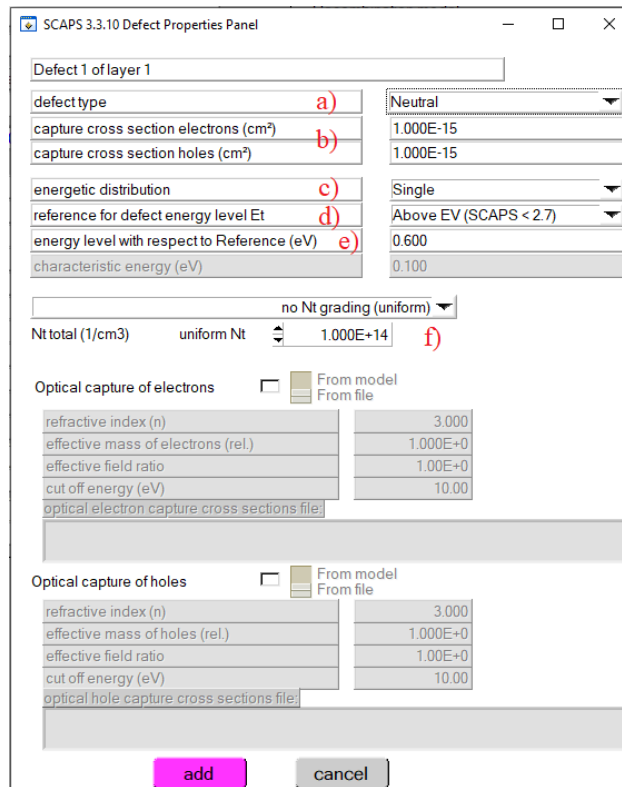 SCAPS 3.3.10 Defect Properties Panel
Defect 1 of layer 1
defect type a) Neutral
capture cross section electrons (cm²) 1.000E-15
b)
capture cross section holes (cm²) 1.000E-15
energetic distribution c) Single
reference for defect energy level Et d) Above EV (SCAPS < 2.7)
energy level with respect to Reference (eV) e) 0.600
characteristic energy (eV) 0.100
no Nt grading (uniform)
Nt total (1/cm3) uniform Nt 1.000E+14 f)
Optical capture of electrons From model
From file
refractive index (n) 3.000
effective mass of electrons (rel.) 1.000E+0
effective field ratio 1.00E+0
cut off energy (eV) 10.00
optical electron capture cross sections file:
Optical capture of holes From model
From file
refractive index (n) 3.000
effective mass of holes (rel.) 1.000E+0
effective field ratio 1.00E+0
cut off energy (eV) 10.00
optical hole capture cross sections file:
add cancel